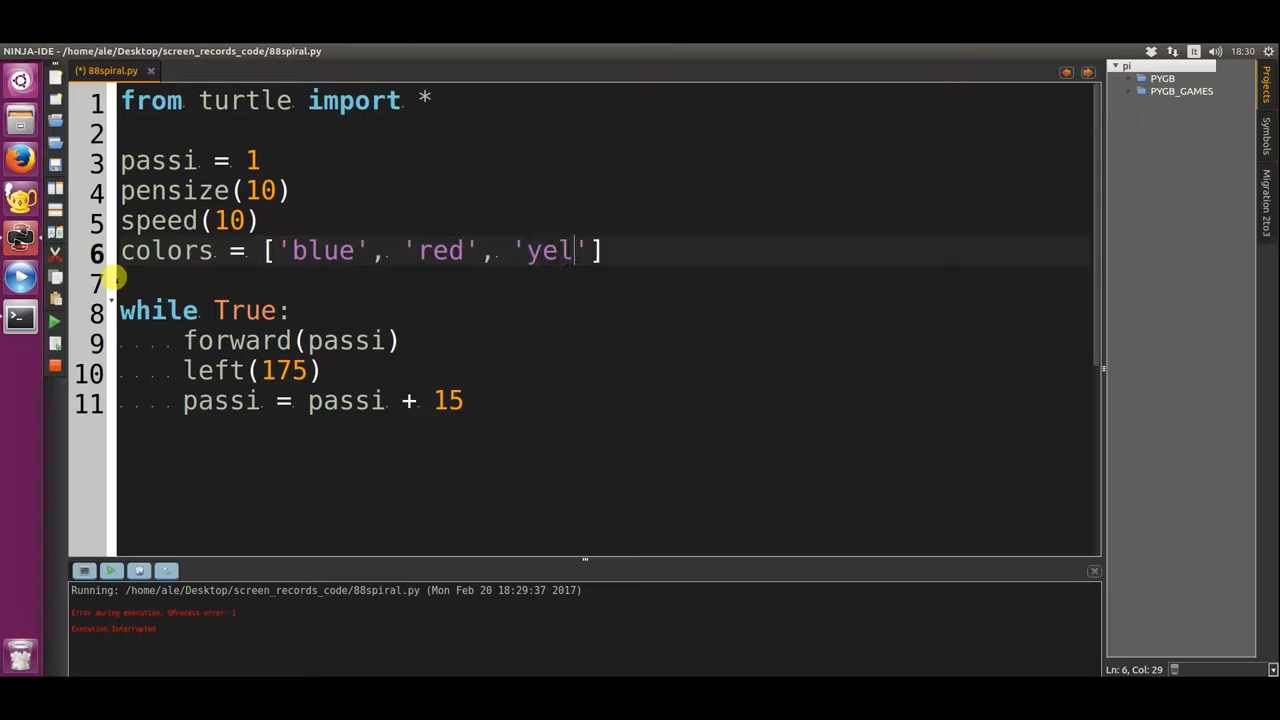 NINJA-IDE - /home/ale/Desktop/screen_records_code/88spiral.py
It
18:30
(*) 88spiral.py
1 from turtle import *
2
3 passi = 1
4 pensize(10)
5 speed(10)
6 colors = ['blue', 'red', 'yel']
7
8 while True:
9 forward(passi)
10 left(175)
11 passi = passi + 15
pi
PYGB
PYGB_GAMES
Projects
Symbols
Migration 2to3
Running: /home/ale/Desktop/screen_records_code/88spiral.py (Mon Feb 20 18:29:37 2017)
Error during execution, QProcess error: 1
Execution Interrupted
Ln: 6, Col: 29